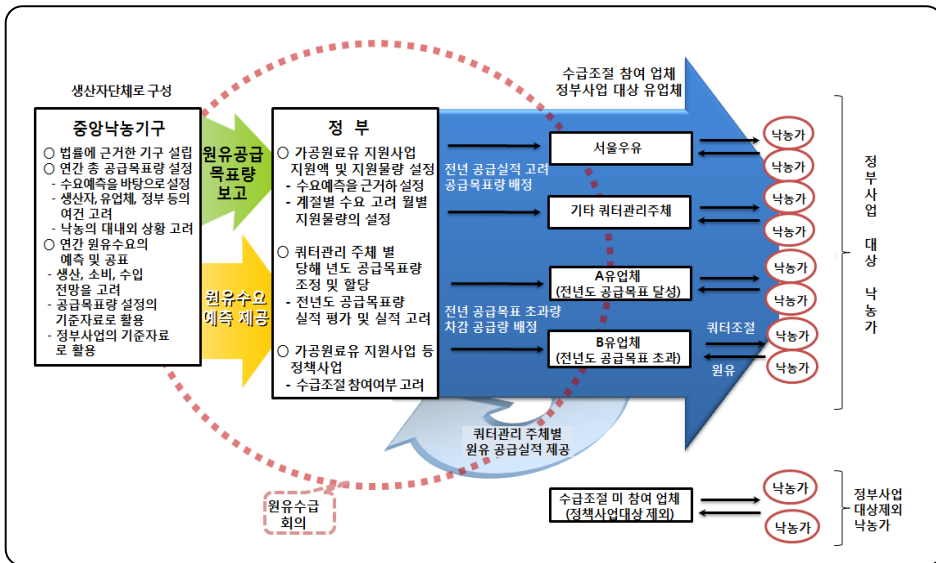 생산자단체로 구성
중앙낙농기구
○ 법률에 근거한 기구 설립
○ 연간 총 공급목표량 설정
- 수요예측을 바탕으로 설정
- 생산자, 유업체, 정부 등의
여건 고려
- 낙농의 대내외 상황 고려
○ 연간 원유수요의
예측 및 공표
- 생산, 소비, 수입
전망을 고려
- 공급목표량 설정의
기준자료로 활용
- 정부사업의 기준자료
로 활용
원유공급
목표량
보고
원유수요
예측 제공
정 부
○ 가공원료유 지원사업
지원액 및 지원물량 설정
- 수요예측을 근거하 설정
- 계절별 수요 고려 월별
지원물량의 설정
○ 쿼터관리 주체 별
당해 년도 공급목표량
조정 및 할당
- 전년도 공급목표량
실적 평가 및 실적 고려
○ 가공원료유 지원사업 등
정책사업
- 수급조절 참여여부 고려
수급조절 참여 업체
정부사업 대상 유업체
전년 공급실적 고려
공급목표량 배정
전년 공급목표 초과량
차감 공급량 배정
서울우유
기타 쿼터관리주체
A유업체
(전년도 공급목표 달성)
B유업체
(전년도 공급목표 초과)
쿼터조절
원유
낙농가
낙농가
낙농가
낙농가
낙농가
낙농가
낙농가
낙농가
정부사업 대상 낙농가
쿼터관리 주체별
원유 공급실적 제공
원유수급
회의
수급조절 미 참여 업체
(정책사업대상 제외)
낙농가
낙농가
정부사업
대상제외
낙농가